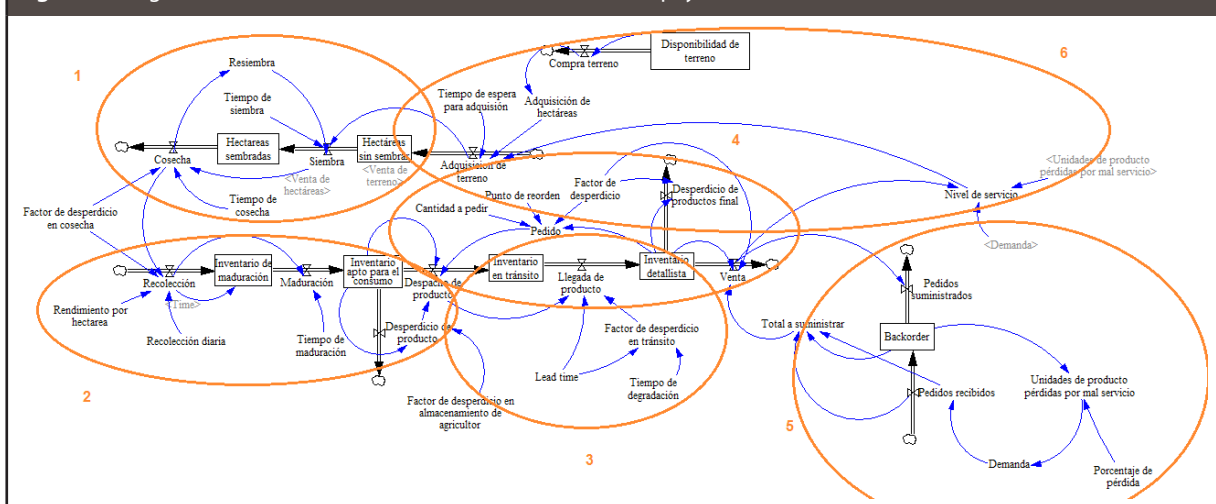 1
Resiembra
Tiempo de
siembra
Hectareas
sembradas
Cosecha
Siembra
Hectáreas
sin sembrar
<Venta de
hectáreas>
<Venta de
terreno>
Tiempo de
cosecha
Factor de desperdicio
en cosecha
6
Disponibilidad de
terreno
Compra terreno
Tiempo de espera
para adquisión
Adquisición de
hectáreas
Adquisición de
terreno
<Unidades de producto
pérdidas por mal servicio>
Nivel de servicio
<Demanda>
4
Factor de
desperdicio
Desperdicio de
productos final
Punto de reorden
Cantidad a pedir
Pedido
Inventario
en tránsito
Llegada de
producto
Inventario
detallista
Venta
2
Recolección
Inventario de
maduración
Maduración
Inventario
apto para el
consumo
Despacho de
producto
Rendimiento por
hectarea
<Time>
Recolección diaria
Tiempo de
maduración
Desperdicio de
producto
3
Factor de desperdicio
en tránsito
Lead time
Tiempo de
degradación
Factor de desperdicio en
almacenamiento de
agricultor
5
Pedidos
suministrados
Total a suministrar
Backorder
Pedidos recibidos
Unidades de producto
pérdidas por mal servicio
Demanda
Porcentaje de
pérdida